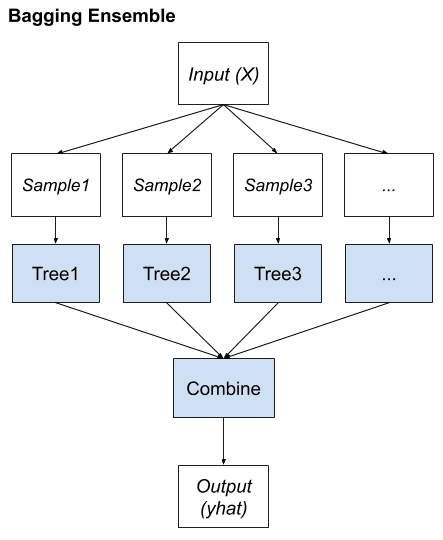 Bagging Ensemble
Input (X)
Sample1
Sample2
Sample3
...
Tree1
Tree2
Tree3
...
Combine
Output
(yhat)